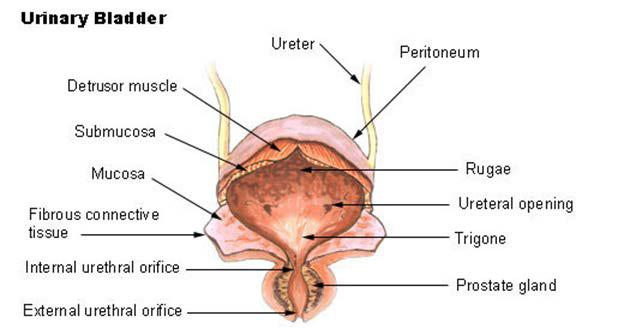 Urinary Bladder
Ureter
Peritoneum
Detrusor muscle
Submucosa
Mucosa
Rugae
Ureteral opening
Fibrous connective
tissue
Trigone
Internal urethral orifice
Prostate gland
External urethral orifice